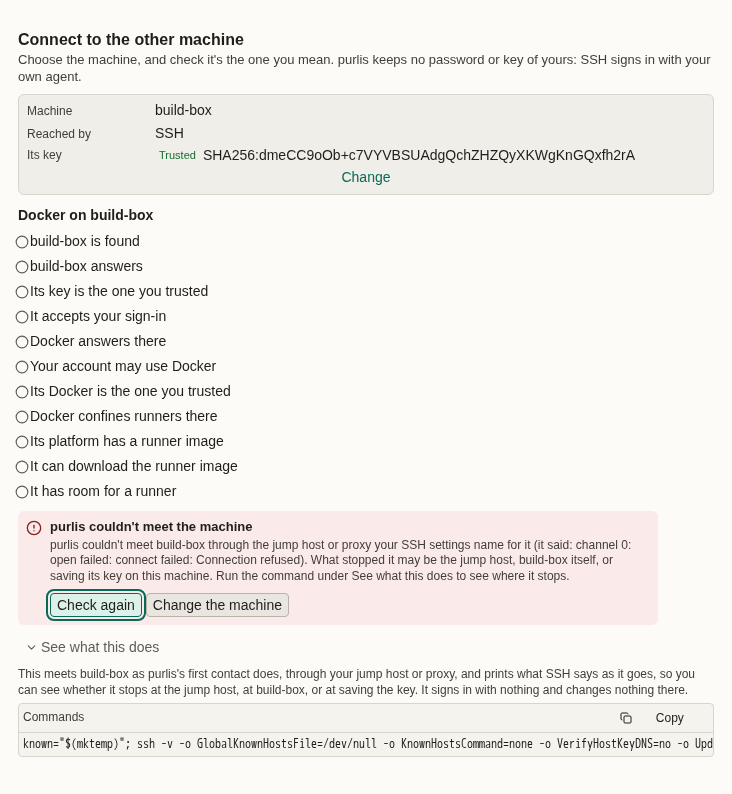 Connect to the other machine
Choose the machine, and check it's the one you mean. purlis keeps no password or key of yours: SSH signs in with your
own agent.
Machine build-box
Reached by SSH
Its key Trusted SHA256:dmeCC9oOb+c7VYVBSUAdgQchZHZQyXKWgKnGQxfh2rA
Change
Docker on build-box
build-box is found
build-box answers
Its key is the one you trusted
It accepts your sign-in
Docker answers there
Your account may use Docker
Its Docker is the one you trusted
Docker confines runners there
Its platform has a runner image
It can download the runner image
It has room for a runner
purlis couldn't meet the machine
purlis couldn't meet build-box through the jump host or proxy your SSH settings name for it (it said: channel 0:
open failed: connect failed: Connection refused). What stopped it may be the jump host, build-box itself, or
saving its key on this machine. Run the command under See what this does to see where it stops.
Check again Change the machine
See what this does
This meets build-box as purlis's first contact does, through your jump host or proxy, and prints what SSH says as it goes, so you
can see whether it stops at the jump host, at build-box, or at saving the key. It signs in with nothing and changes nothing there.
Commands Copy
known="$(mktemp)"; ssh -v -o GlobalKnownHostsFile=/dev/null -o KnownHostsCommand=none -o VerifyHostKeyDNS=no -o Upd